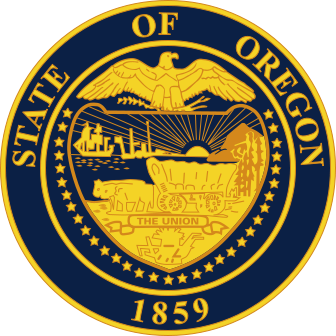 STATE OF OREGON
THE UNION
1859